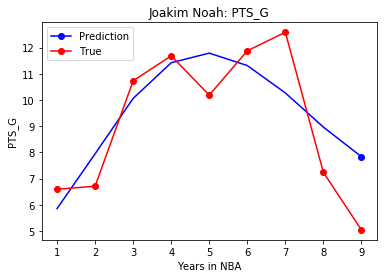 Joakim Noah: PTS_G
Prediction
True
PTS_G
12
11
10
9
8
7
6
5
1 2 3 4 5 6 7 8 9
Years in NBA